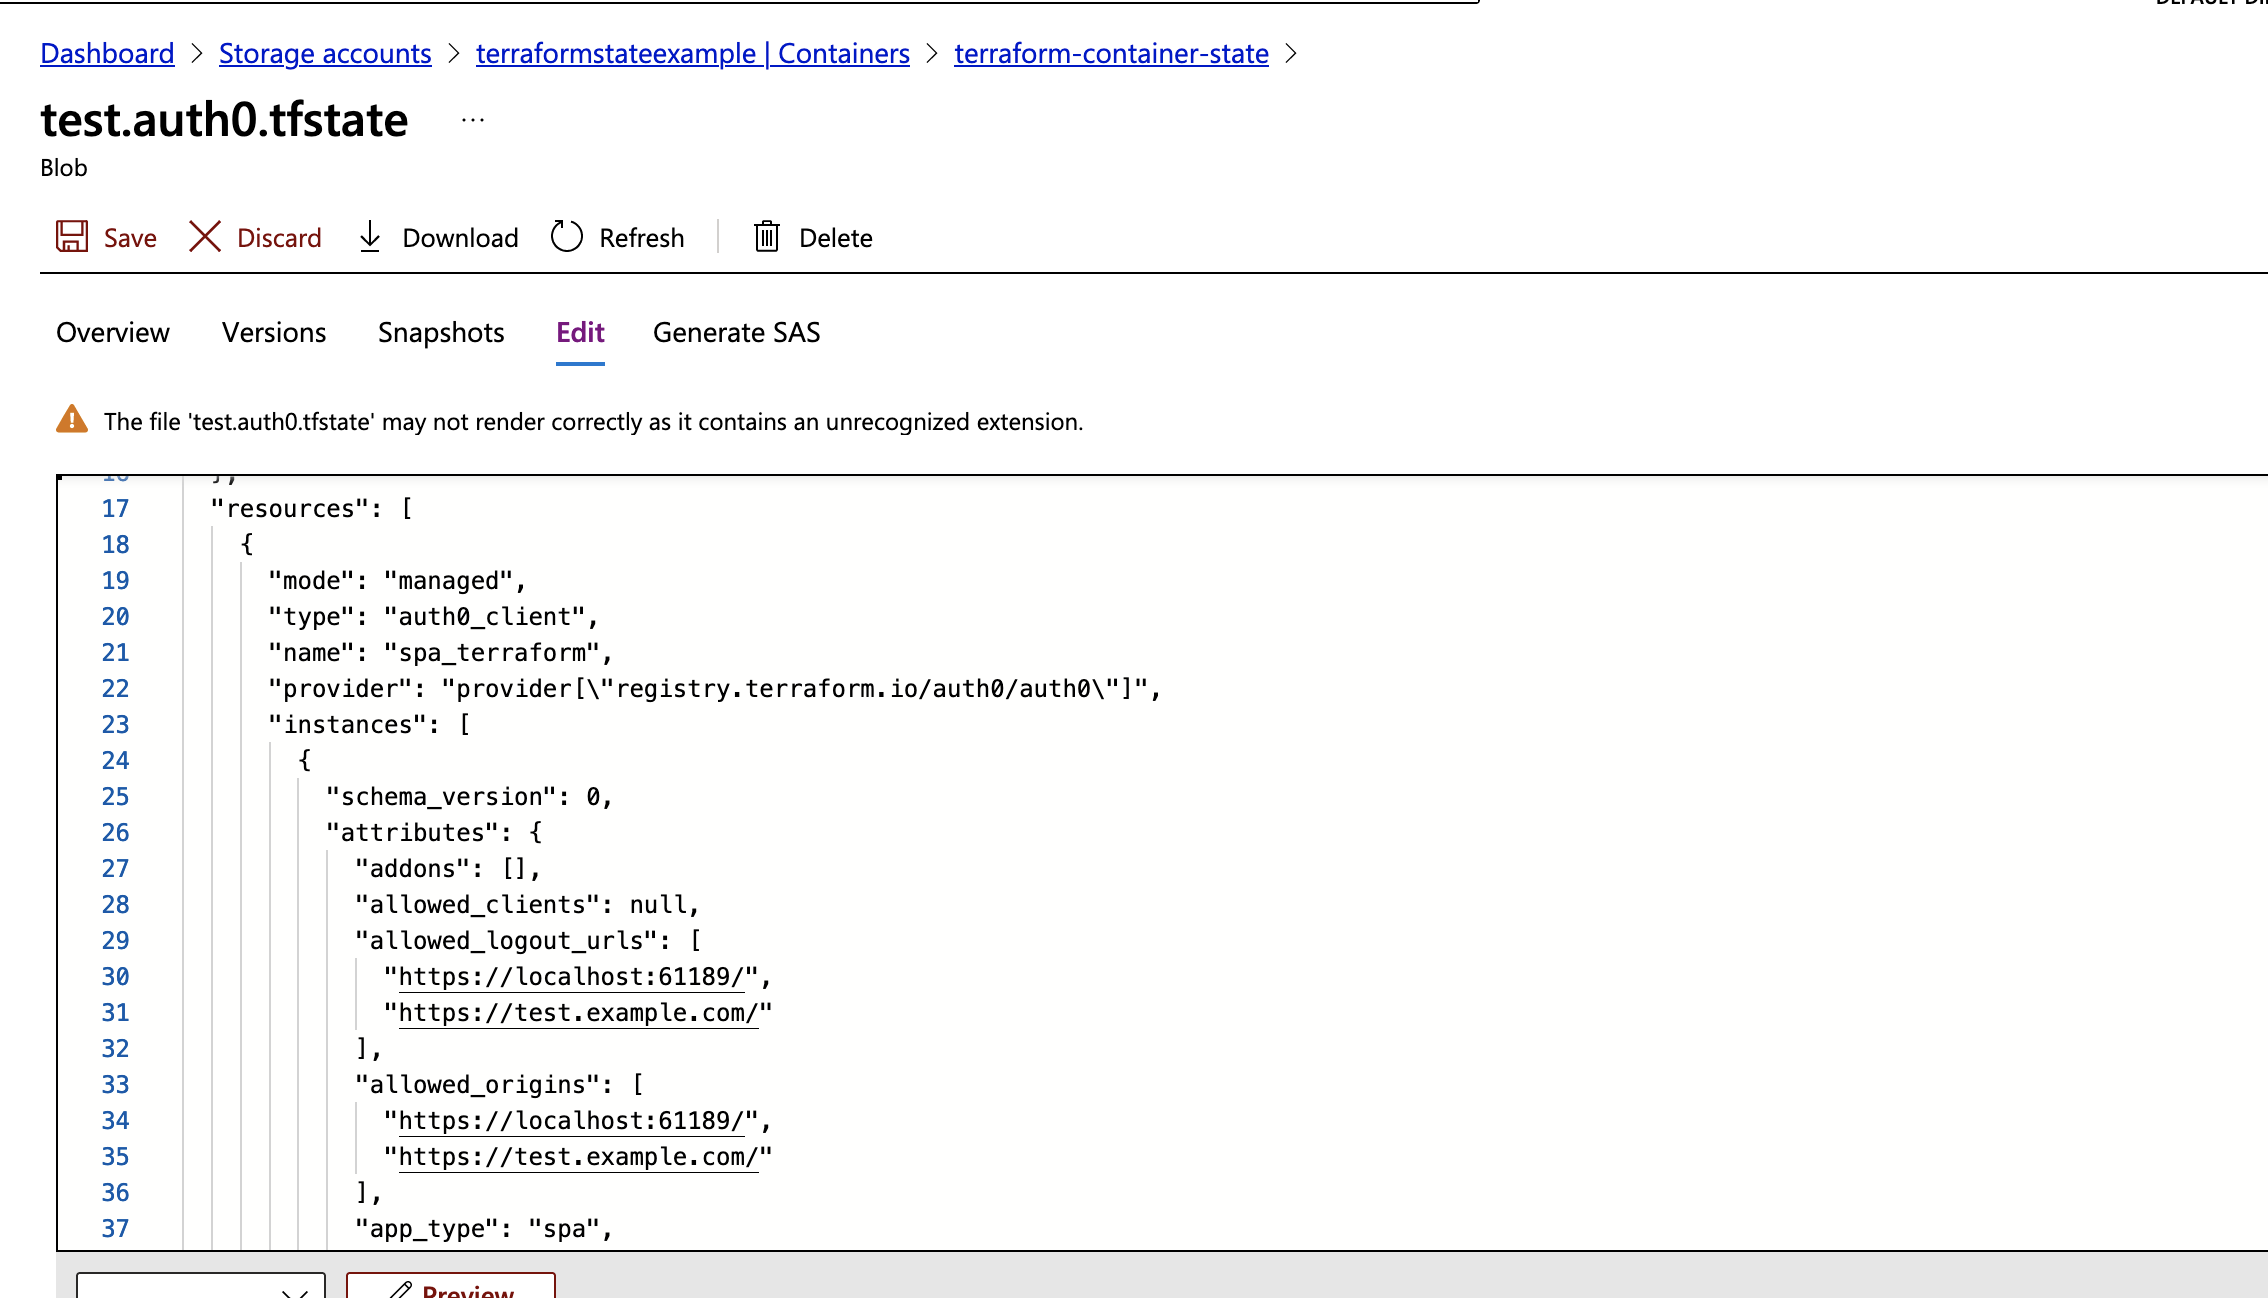 Dashboard > Storage accounts > terraformstateexample | Containers > terraform-container-state >
test.auth0.tfstate ...
Blob
Save Discard Download Refresh Delete
Overview Versions Snapshots Edit Generate SAS
The file 'test.auth0.tfstate' may not render correctly as it contains an unrecognized extension.
17 "resources": [
18 {
19 "mode": "managed",
20 "type": "auth0_client",
21 "name": "spa_terraform",
22 "provider": "provider[\"registry.terraform.io/auth0/auth0\"]",
23 "instances": [
24 {
25 "schema_version": 0,
26 "attributes": {
27 "addons": [],
28 "allowed_clients": null,
29 "allowed_logout_urls": [
30 "https://localhost:61189/",
31 "https://test.example.com/"
32 ],
33 "allowed_origins": [
34 "https://localhost:61189/",
35 "https://test.example.com/"
36 ],
37 "app_type": "spa",
Preview